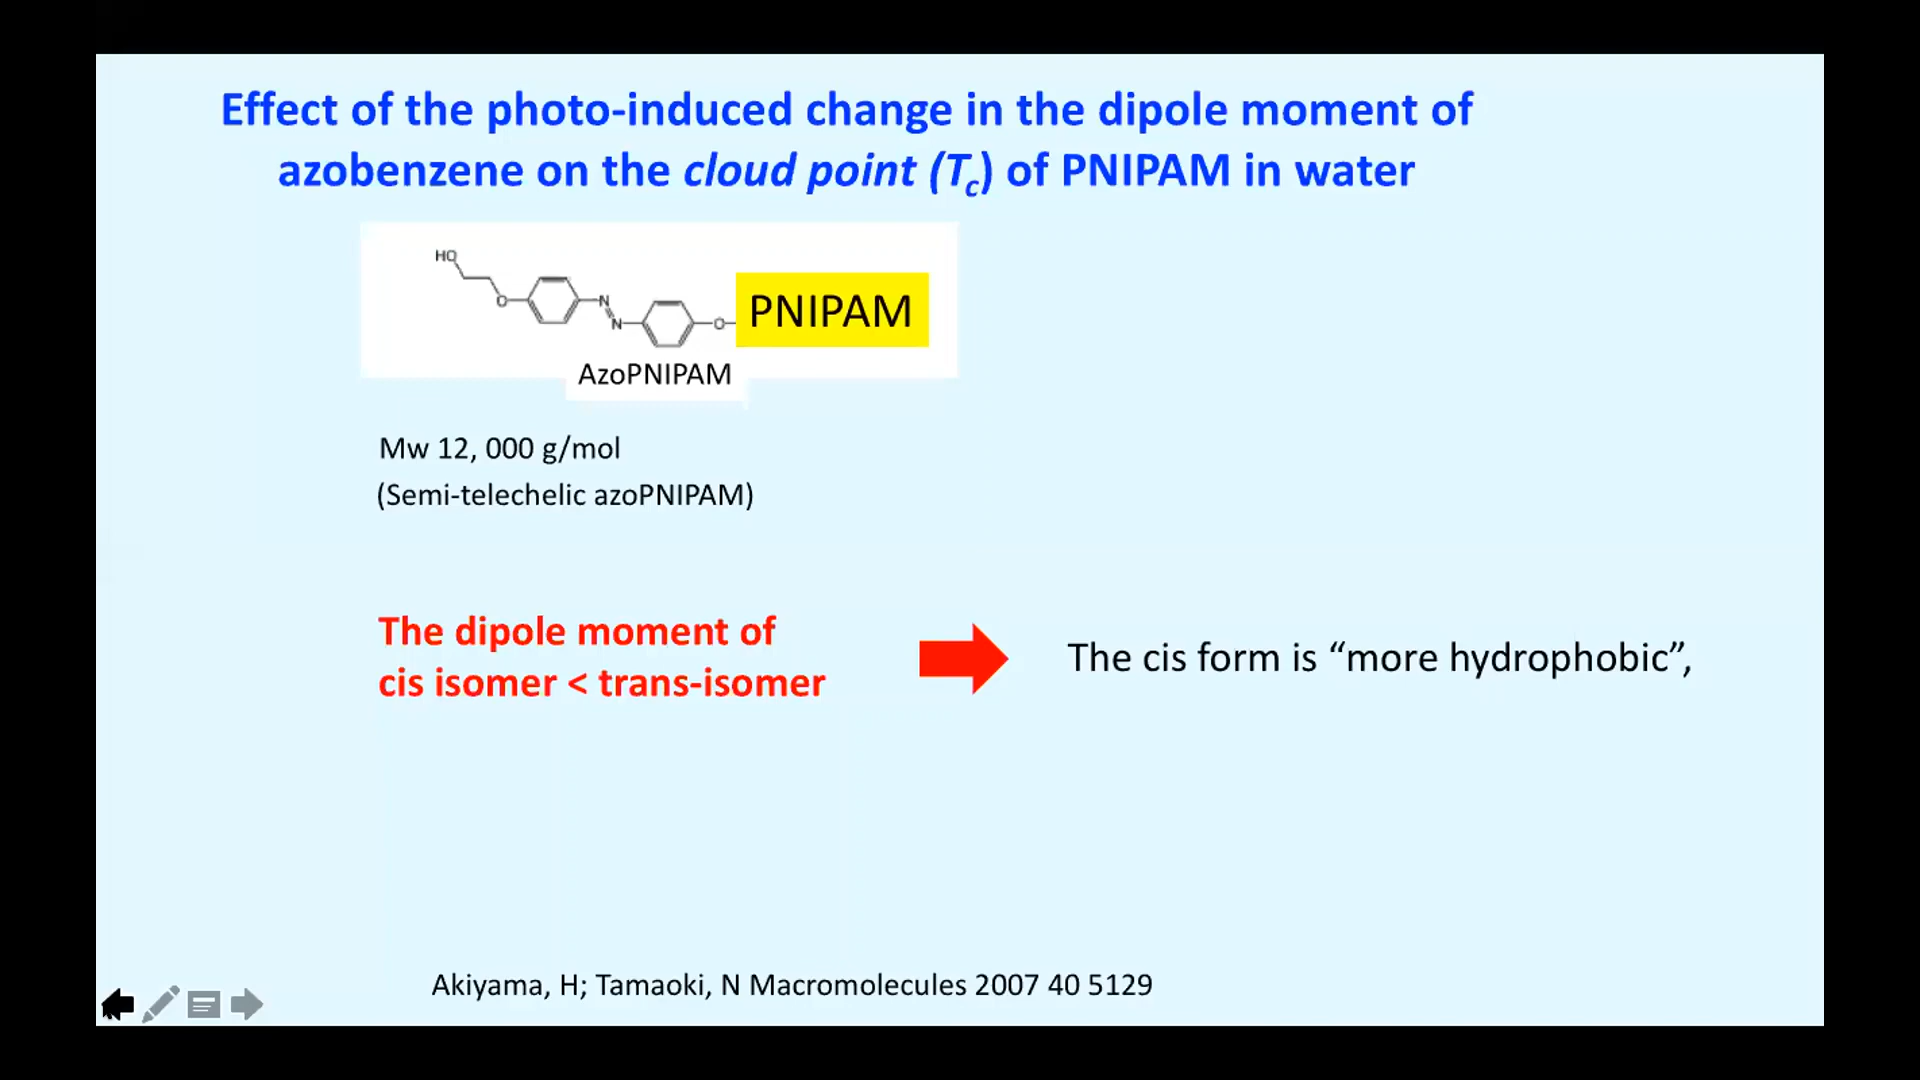 Effect of the photo-induced change in the dipole moment of
azobenzene on the cloud point (Tc) of PNIPAM in water
HO
O
N
N
O
PNIPAM
AzoPNIPAM
Mw 12, 000 g/mol
(Semi-telechelic azoPNIPAM)
The dipole moment of
cis isomer < trans-isomer
The cis form is “more hydrophobic”,
Akiyama, H; Tamaoki, N Macromolecules 2007 40 5129